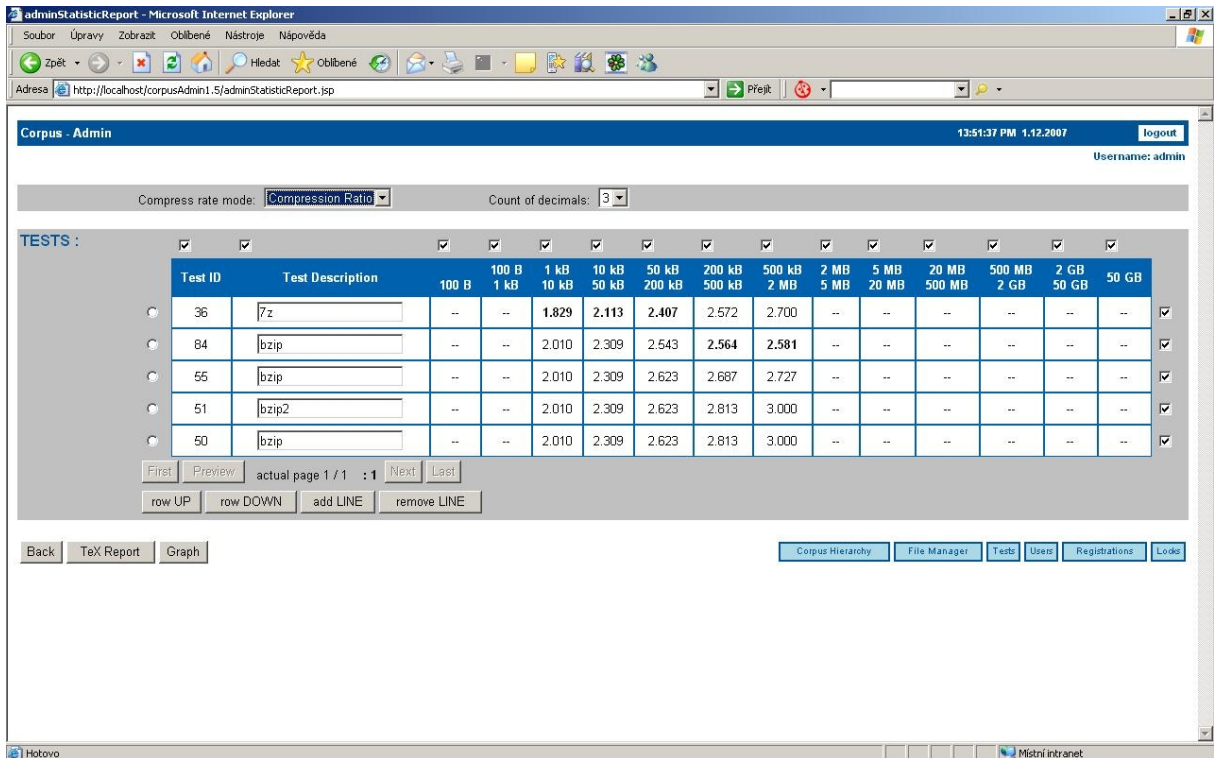 adminStatisticReport - Microsoft Internet Explorer
Soubor Úpravy Zobrazit Oblíbené Nástroje Nápověda
Zpět Hledat Oblíbené
Adresa http://localhost/corpusAdmin1.5/adminStatisticReport.jsp Přejít
Corpus - Admin 13:51:37 PM 1.12.2007 logout
Username: admin
Compress rate mode: Compression Ratio Count of decimals: 3
TESTS :
Test ID Test Description 100 B 100 B 1 kB 1 kB 10 kB 10 kB 50 kB 50 kB 200 kB 200 kB 500 kB 500 kB 2 MB 2 MB 5 MB 5 MB 20 MB 20 MB 500 MB 500 MB 2 GB 2 GB 50 GB 50 GB
36 7z -- -- 1.829 2.113 2.407 2.572 2.700 -- -- -- -- -- --
84 bzip -- -- 2.010 2.309 2.543 2.564 2.581 -- -- -- -- -- --
55 bzip -- -- 2.010 2.309 2.623 2.687 2.727 -- -- -- -- -- --
51 bzip2 -- -- 2.010 2.309 2.623 2.813 3.000 -- -- -- -- -- --
50 bzip -- -- 2.010 2.309 2.623 2.813 3.000 -- -- -- -- -- --
First Preview actual page 1 / 1 : 1 Next Last
row UP row DOWN add LINE remove LINE
Back TeX Report Graph Corpus Hierarchy File Manager Tests Users Registrations Locks
Hotovo Místní intranet